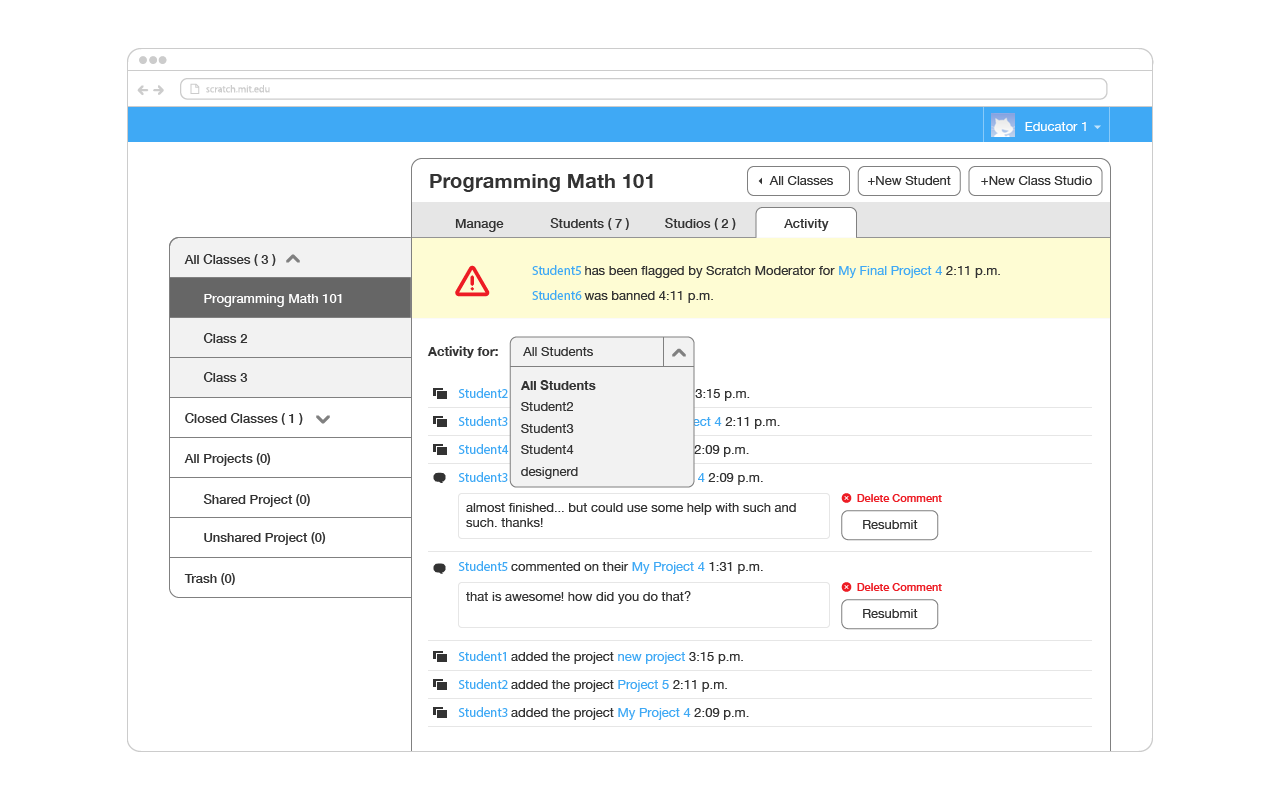 scratch.mit.edu
Educator 1
Programming Math 101
All Classes
+New Student
+New Class Studio
Manage
Students ( 7 )
Studios ( 2 )
Activity
All Classes ( 3 )
Programming Math 101
Class 2
Class 3
Closed Classes ( 1 )
All Projects (0)
Shared Project (0)
Unshared Project (0)
Trash (0)
Student5 has been flagged by Scratch Moderator for My Final Project 4 2:11 p.m.
Student6 was banned 4:11 p.m.
Activity for:
All Students
All Students
Student2
Student3
Student4
designerd
Student2 3:15 p.m.
Student3 ect 4 2:11 p.m.
Student4 2:09 p.m.
Student3 4 2:09 p.m.
almost finished... but could use some help with such and
such. thanks!
Delete Comment
Resubmit
Student5 commented on their My Project 4 1:31 p.m.
that is awesome! how did you do that?
Delete Comment
Resubmit
Student1 added the project new project 3:15 p.m.
Student2 added the project Project 5 2:11 p.m.
Student3 added the project My Project 4 2:09 p.m.